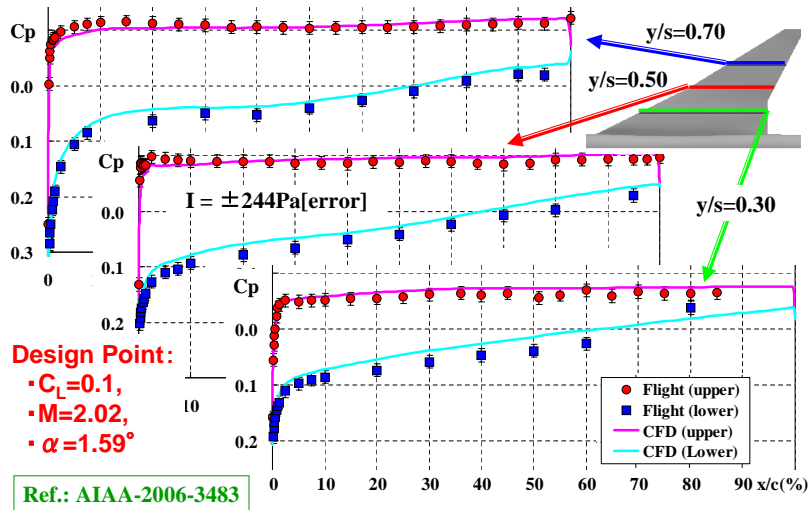 Cp
0.0
0.1
0.2
0.3
0
y/s=0.70
y/s=0.50
y/s=0.30
Cp
0.0
0.1
0.2
10
I = ±244Pa[error]
Cp
0.0
0.1
0.2
0 10 20 30 40 50 60 70 80 90 x/c(%)
Flight (upper)
Flight (lower)
CFD (upper)
CFD (Lower)
Design Point:
・CL=0.1,
・M=2.02,
・α=1.59°
Ref.: AIAA-2006-3483